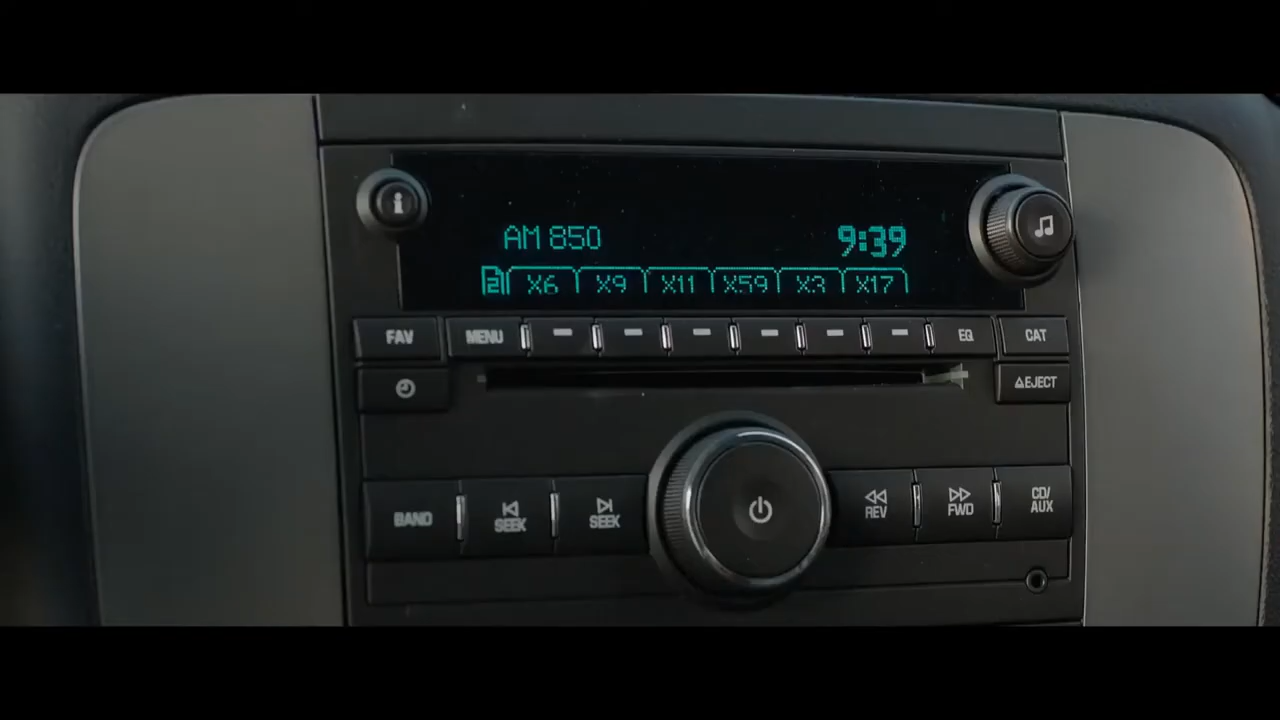 i
AM 850 9:39
2 X6 X9 X11 X59 X3 X17
FAV MENU EQ CAT
EJECT
BAND SEEK SEEK REV FWD CD/
AUX